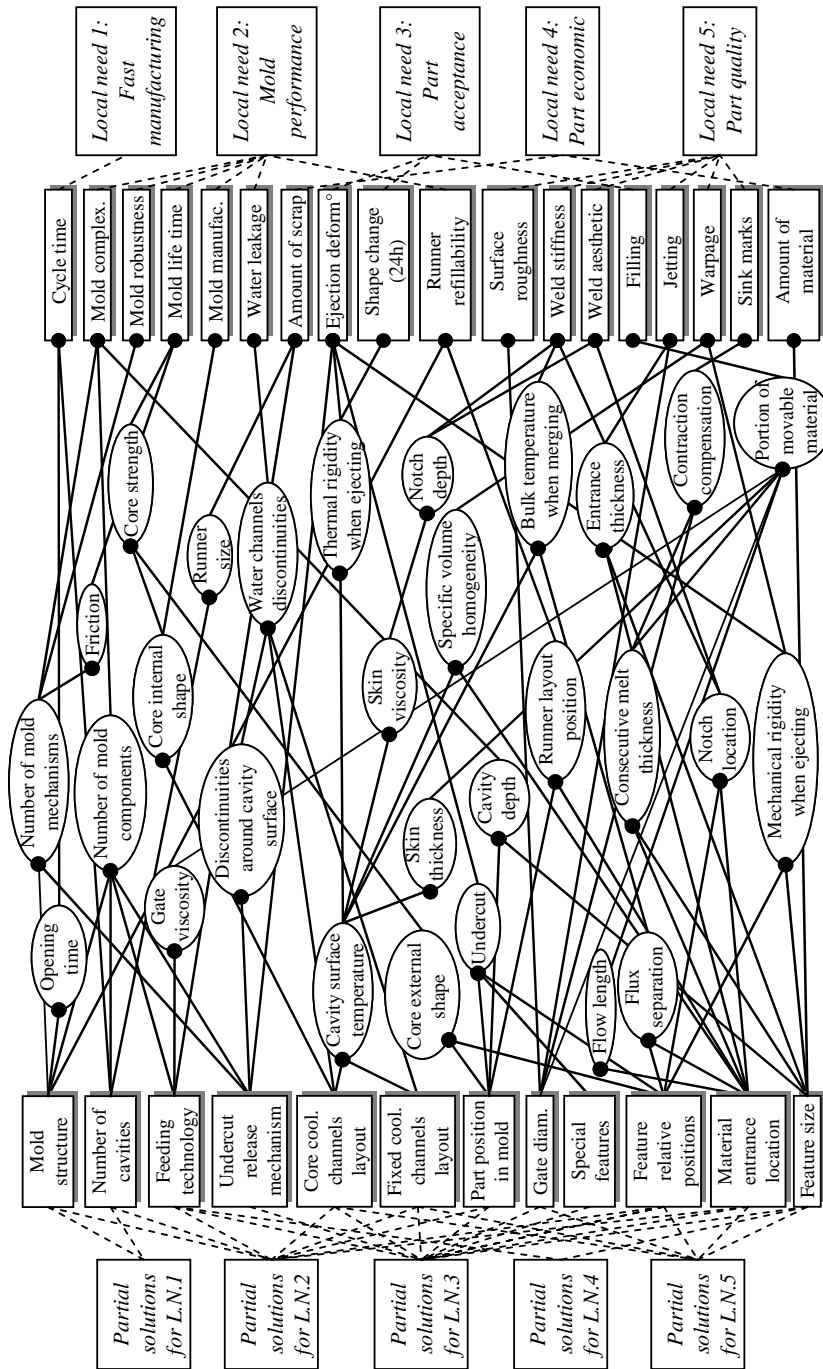 Local need 1:
Fast
manufacturing
Local need 2:
Mold
performance
Local need 3:
Part
acceptance
Local need 4:
Part economic
Local need 5:
Part quality
Cycle time
Mold complex.
Mold robustness
Mold life time
Mold manufac.
Water leakage
Amount of scrap
Ejection deform°
Shape change
(24h)
Runner
refillability
Surface
roughness
Weld stiffness
Weld aesthetic
Filling
Jetting
Warpage
Sink marks
Amount of
material
Core strength
Friction
Runner
size
Water channels
discontinuities
Thermal rigidity
when ejecting
Notch
depth
Bulk temperature
when merging
Entrance
thickness
Contraction
compensation
Portion of
movable
material
Number of mold
mechanisms
Number of mold
components
Core internal
shape
Discontinuities
around cavity
surface
Skin
viscosity
Specific volume
homogeneity
Runner layout
position
Consecutive melt
thickness
Notch
location
Mechanical rigidity
when ejecting
Opening
time
Gate
viscosity
Cavity surface
temperature
Skin
thickness
Core external
shape
Undercut
Cavity
depth
Flow length
Flux
separation
Mold
structure
Number of
cavities
Feeding
technology
Undercut
release
mechanism
Core cool.
channels
layout
Fixed cool.
channels
layout
Part position
in mold
Gate diam.
Special
features
Feature
relative
positions
Material
entrance
location
Feature size
Partial
solutions
for L.N.1
Partial
solutions
for L.N.2
Partial
solutions
for L.N.3
Partial
solutions
for L.N.4
Partial
solutions
for L.N.5